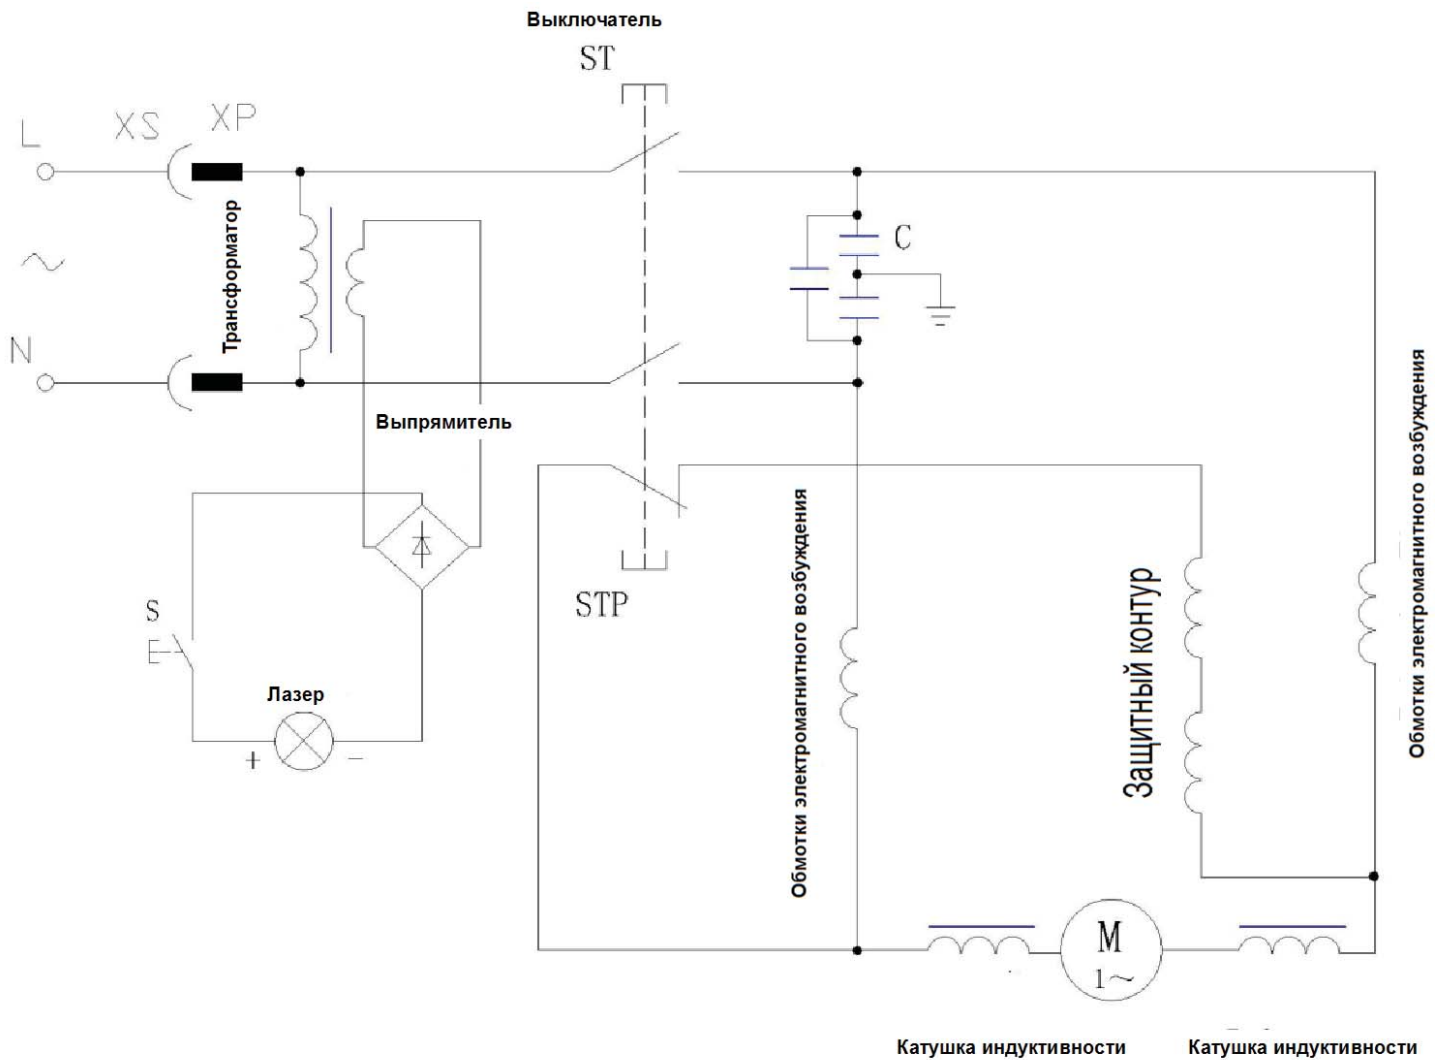 Выключатель
ST
L
XS
XP
Трансформатор
C
N
Выпрямитель
STP
S
E
Лазер
+
−
Обмотки электромагнитного возбуждения
Защитный контур
Обмотки электромагнитного возбуждения
M
1~
Катушка индуктивности
Катушка индуктивности